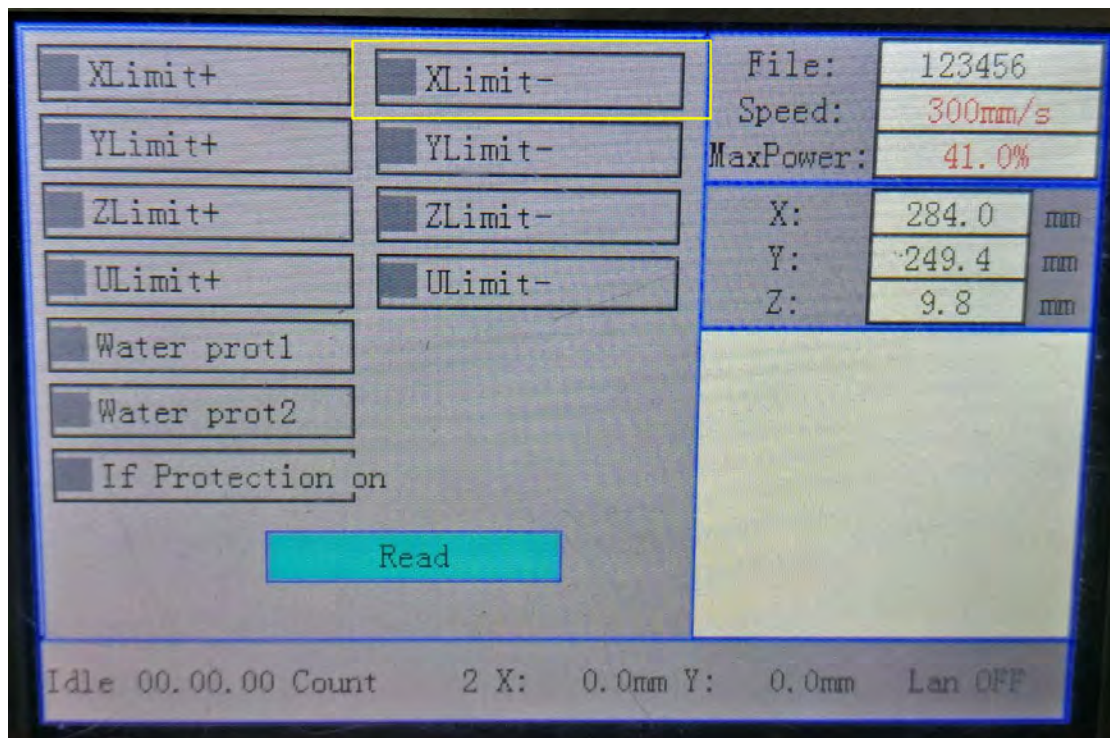 XLimit+ XLimit-
YLimit+ YLimit-
ZLimit+ ZLimit-
ULimit+ ULimit-
Water prot1
Water prot2
If Protection on
Read
File: 123456
Speed: 300mm/s
MaxPower: 41.0%
X: 284.0 mm
Y: 249.4 mm
Z: 9.8 mm
Idle 00.00.00 Count 2 X: 0.0mm Y: 0.0mm Lan OFF